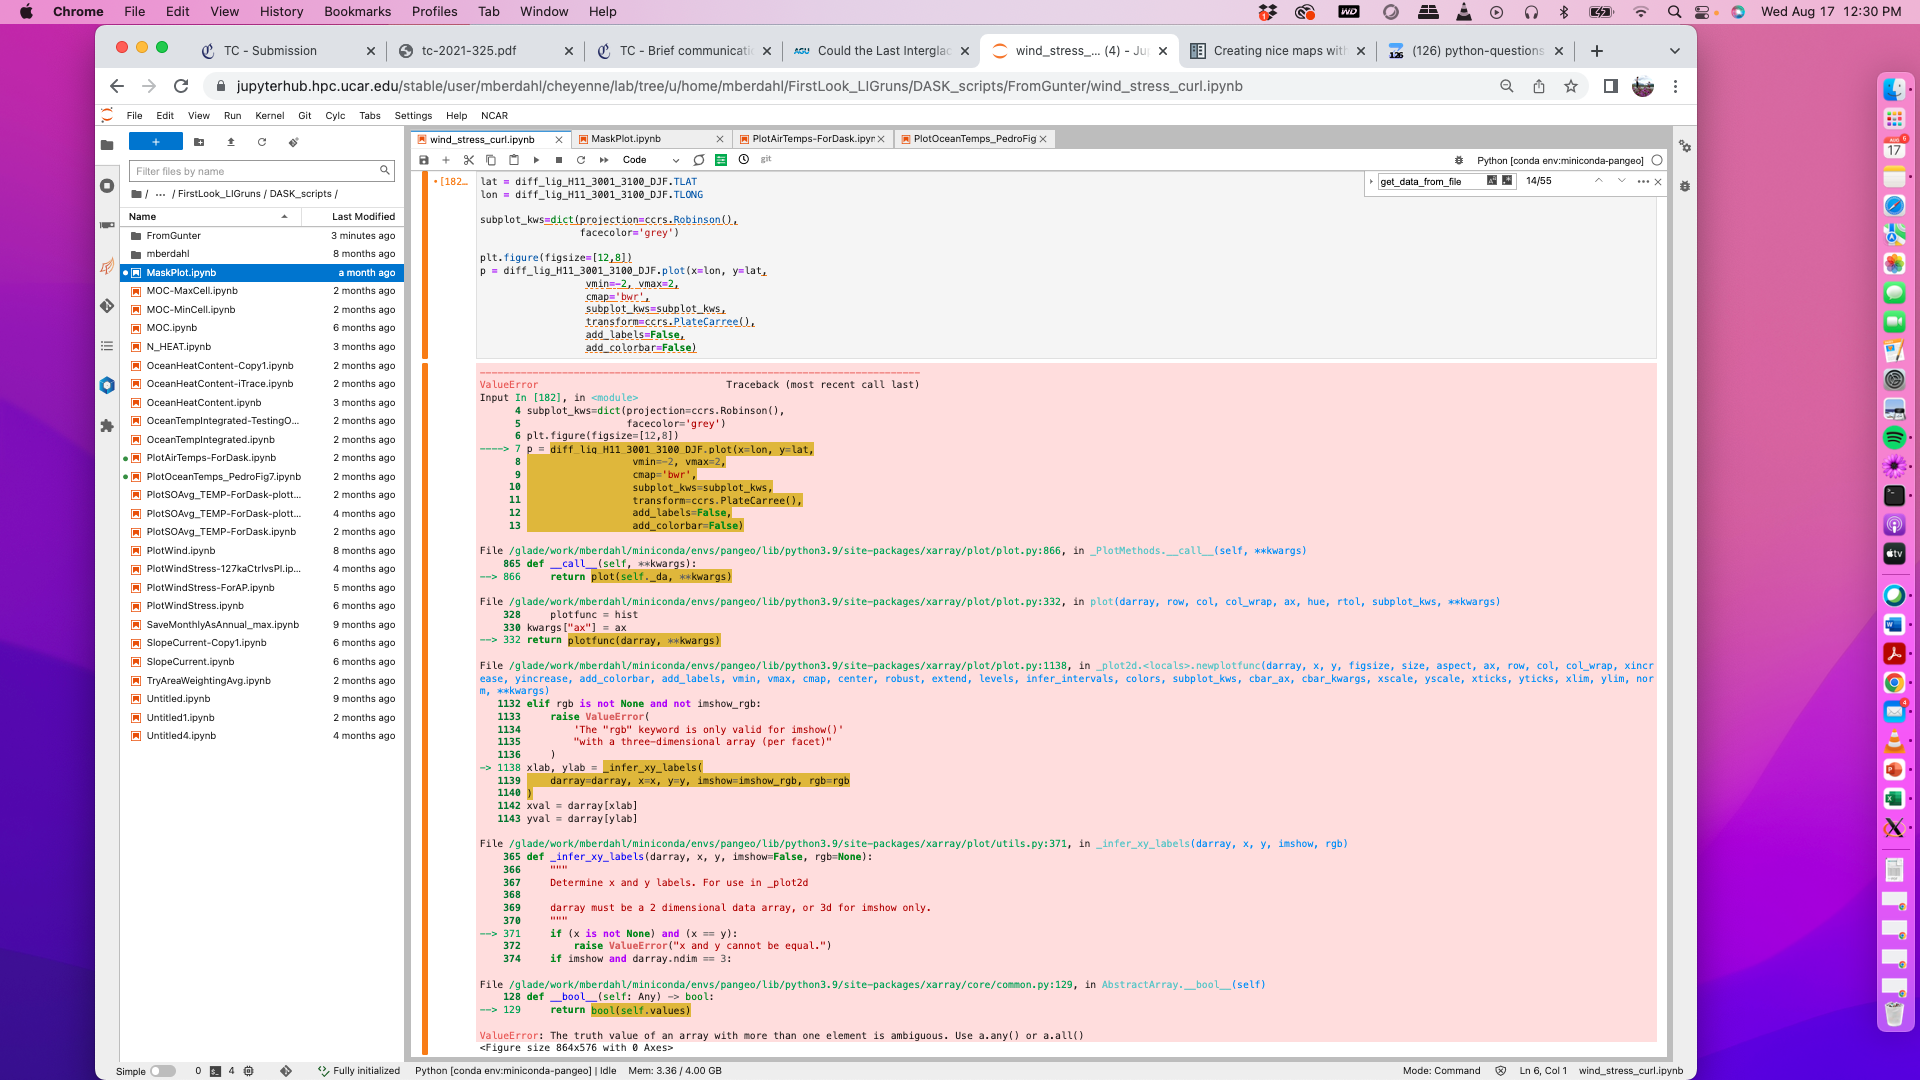 Chrome File Edit View History Bookmarks Profiles Tab Window Help Wed Aug 17 12:30 PM
TC - Submission
tc-2021-325.pdf
TC - Brief communicatio
AGU Could the Last Interglac
wind_stress_... (4) - Ju
Creating nice maps with
(126) python-questions
jupyterhub.hpc.ucar.edu/stable/user/mberdahl/cheyenne/lab/tree/u/home/mberdahl/FirstLook_LIGruns/DASK_scripts/FromGunter/wind_stress_curl.ipynb
File Edit View Run Kernel Git Cylc Tabs Settings Help NCAR
Filter files by name
/ ··· / FirstLook_LIGruns / DASK_scripts /
Name Last Modified
FromGunter 3 minutes ago
mberdahl 8 months ago
MaskPlot.ipynb a month ago
MOC-MaxCell.ipynb 2 months ago
MOC-MinCell.ipynb 2 months ago
MOC.ipynb 6 months ago
N_HEAT.ipynb 3 months ago
OceanHeatContent-Copy1.ipynb 2 months ago
OceanHeatContent-iTrace.ipynb 2 months ago
OceanHeatContent.ipynb 3 months ago
OceanTempIntegrated-TestingO... 2 months ago
OceanTempIntegrated.ipynb 2 months ago
PlotAirTemps-ForDask.ipynb 2 months ago
PlotOceanTemps_PedroFig7.ipynb 2 months ago
PlotSOAvg_TEMP-ForDask-plott... 2 months ago
PlotSOAvg_TEMP-ForDask-plott... 4 months ago
PlotSOAvg_TEMP-ForDask.ipynb 2 months ago
PlotWind.ipynb 8 months ago
PlotWindStress-127kaCtrlvsPI.ip... 4 months ago
PlotWindStress-ForAP.ipynb 5 months ago
PlotWindStress.ipynb 6 months ago
SaveMonthlyAsAnnual_max.ipynb 9 months ago
SlopeCurrent-Copy1.ipynb 6 months ago
SlopeCurrent.ipynb 6 months ago
TryAreaWeightingAvg.ipynb 2 months ago
Untitled.ipynb 9 months ago
Untitled1.ipynb 2 months ago
Untitled4.ipynb 4 months ago
wind_stress_curl.ipynb
MaskPlot.ipynb
PlotAirTemps-ForDask.ipyn
PlotOceanTemps_PedroFig
Code git Python [conda env:miniconda-pangeo]
get_data_from_file 14/55
[182…
lat = diff_lig_H11_3001_3100_DJF.TLAT
lon = diff_lig_H11_3001_3100_DJF.TLONG
subplot_kws=dict(projection=ccrs.Robinson(),
facecolor='grey')
plt.figure(figsize=[12,8])
p = diff_lig_H11_3001_3100_DJF.plot(x=lon, y=lat,
vmin=-2, vmax=2,
cmap='bwr',
subplot_kws=subplot_kws,
transform=ccrs.PlateCarree(),
add_labels=False,
add_colorbar=False)
---------------------------------------------------------------------------
ValueError Traceback (most recent call last)
Input In [182], in <module>
4 subplot_kws=dict(projection=ccrs.Robinson(),
5 facecolor='grey')
6 plt.figure(figsize=[12,8])
----> 7 p = diff_lig_H11_3001_3100_DJF.plot(x=lon, y=lat,
8 vmin=-2, vmax=2,
9 cmap='bwr',
10 subplot_kws=subplot_kws,
11 transform=ccrs.PlateCarree(),
12 add_labels=False,
13 add_colorbar=False)
File /glade/work/mberdahl/miniconda/envs/pangeo/lib/python3.9/site-packages/xarray/plot/plot.py:866, in _PlotMethods.__call__(self, **kwargs)
865 def __call__(self, **kwargs):
--> 866 return plot(self._da, **kwargs)
File /glade/work/mberdahl/miniconda/envs/pangeo/lib/python3.9/site-packages/xarray/plot/plot.py:332, in plot(darray, row, col, col_wrap, ax, hue, rtol, subplot_kws, **kwargs)
328 plotfunc = hist
330 kwargs["ax"] = ax
--> 332 return plotfunc(darray, **kwargs)
File /glade/work/mberdahl/miniconda/envs/pangeo/lib/python3.9/site-packages/xarray/plot/plot.py:1138, in _plot2d.<locals>.newplotfunc(darray, x, y, figsize, size, aspect, ax, row, col, col_wrap, xincr
ease, yincrease, add_colorbar, add_labels, vmin, vmax, cmap, center, robust, extend, levels, infer_intervals, colors, subplot_kws, cbar_ax, cbar_kwargs, xscale, yscale, xticks, yticks, xlim, ylim, nor
m, **kwargs)
1132 elif rgb is not None and not imshow_rgb:
1133 raise ValueError(
1134 'The "rgb" keyword is only valid for imshow()'
1135 "with a three-dimensional array (per facet)"
1136 )
-> 1138 xlab, ylab = _infer_xy_labels(
1139 darray=darray, x=x, y=y, imshow=imshow_rgb, rgb=rgb
1140 )
1142 xval = darray[xlab]
1143 yval = darray[ylab]
File /glade/work/mberdahl/miniconda/envs/pangeo/lib/python3.9/site-packages/xarray/plot/utils.py:371, in _infer_xy_labels(darray, x, y, imshow, rgb)
365 def _infer_xy_labels(darray, x, y, imshow=False, rgb=None):
366 """
367 Determine x and y labels. For use in _plot2d
368
369 darray must be a 2 dimensional data array, or 3d for imshow only.
370 """
--> 371 if (x is not None) and (x == y):
372 raise ValueError("x and y cannot be equal.")
374 if imshow and darray.ndim == 3:
File /glade/work/mberdahl/miniconda/envs/pangeo/lib/python3.9/site-packages/xarray/core/common.py:129, in AbstractArray.__bool__(self)
128 def __bool__(self: Any) -> bool:
--> 129 return bool(self.values)
ValueError: The truth value of an array with more than one element is ambiguous. Use a.any() or a.all()
<Figure size 864x576 with 0 Axes>
Simple 0 4 Fully initialized Python [conda env:miniconda-pangeo] | Idle Mem: 3.36 / 4.00 GB Mode: Command Ln 6, Col 1 wind_stress_curl.ipynb